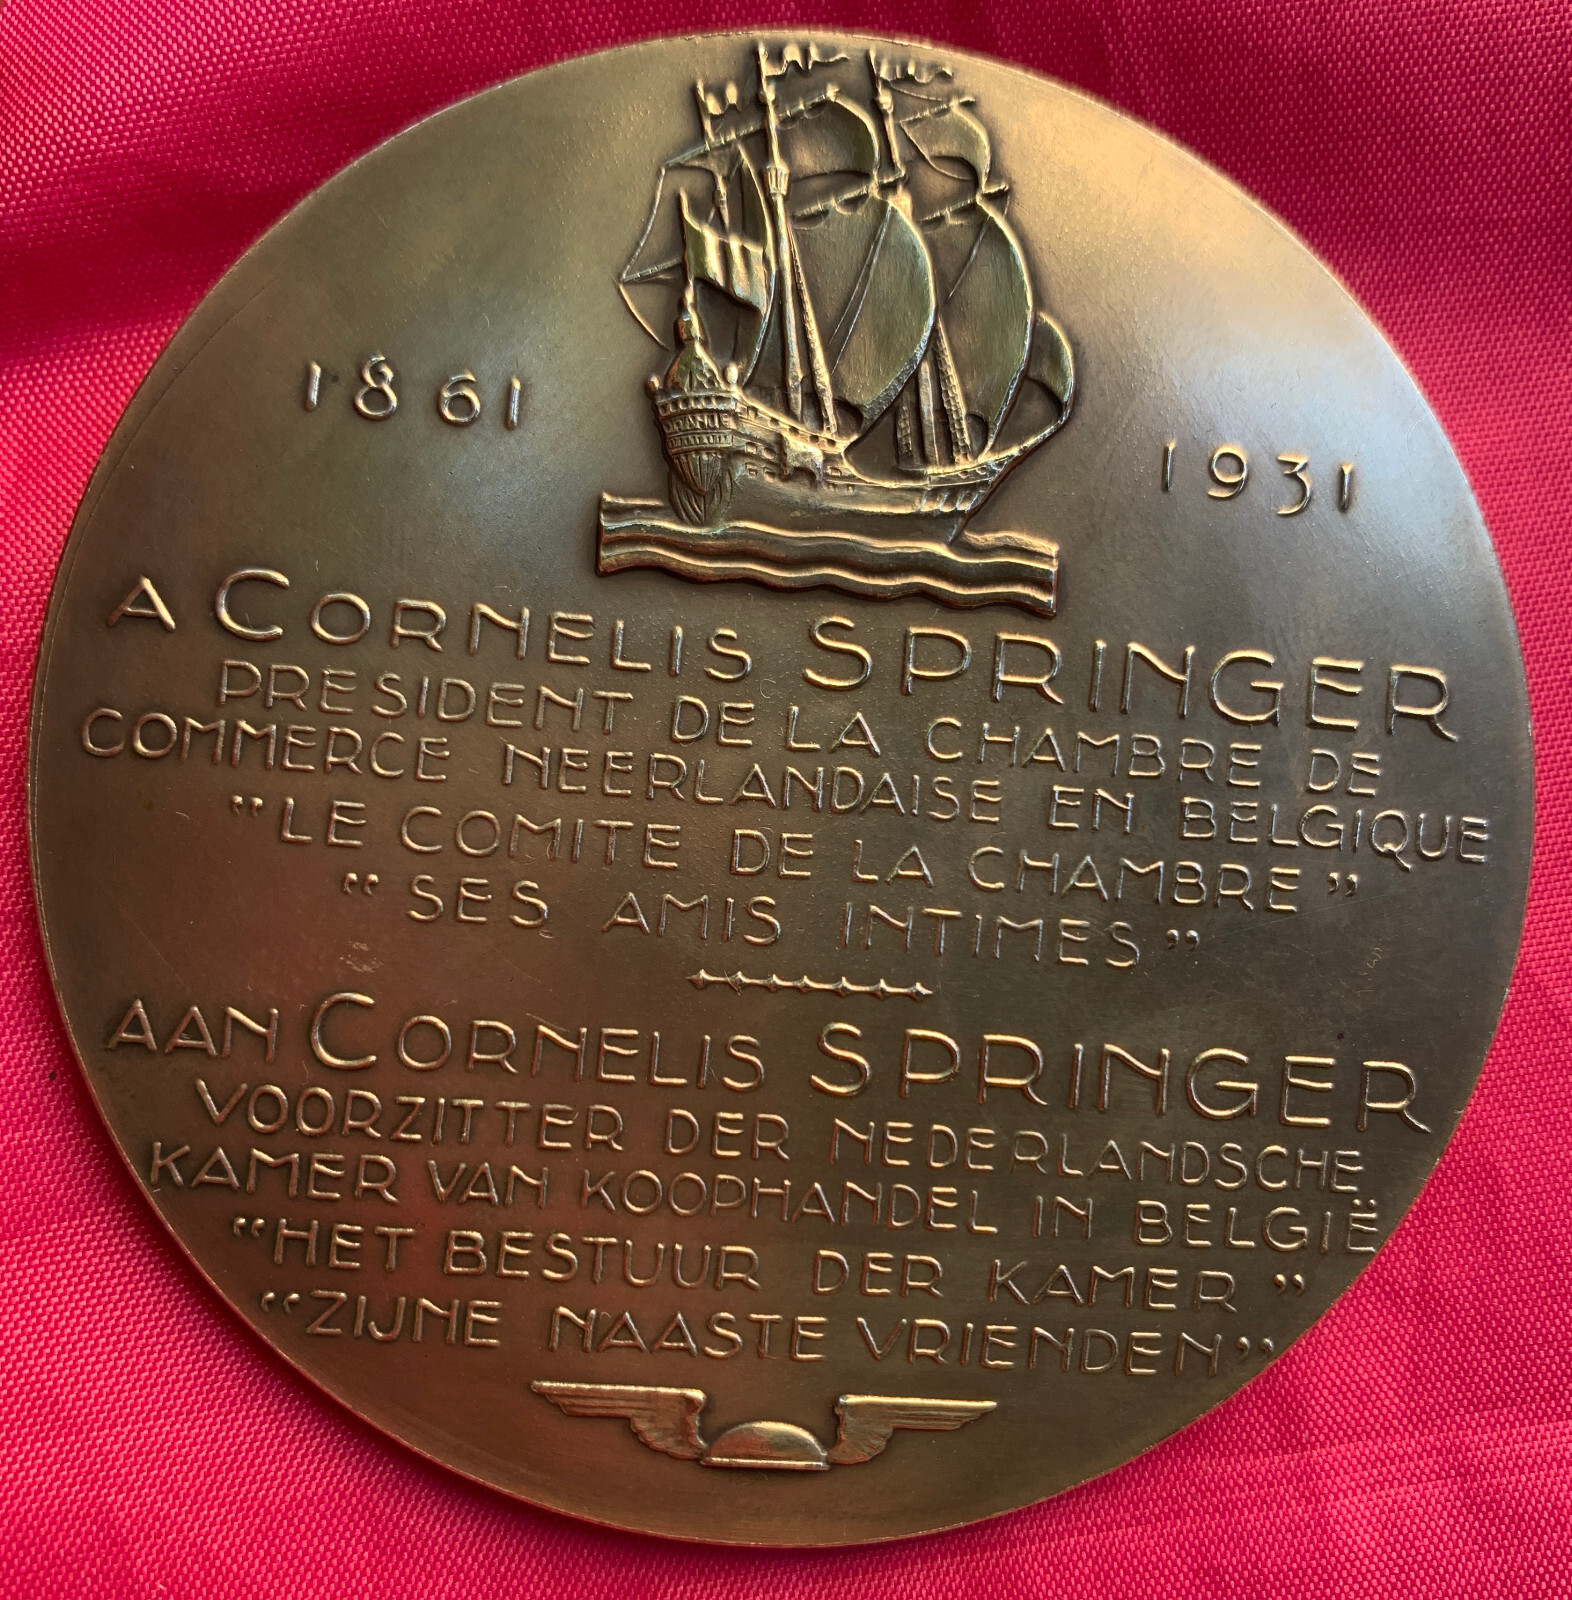 1861
1931
A CORNELIS SPRINGER
PRESIDENT DE LA CHAMBRE DE
COMMERCE NEERLANDAISE EN BELGIQUE
"LE COMITE DE LA CHAMBRE"
"SES AMIS INTIMES"
AAN CORNELIS SPRINGER
VOORZITTER DER NEDERLANDSCHE
KAMER VAN KOOPHANDEL IN BELGIË
"HET BESTUUR DER KAMER"
"ZIJNE NAASTE VRIENDEN"